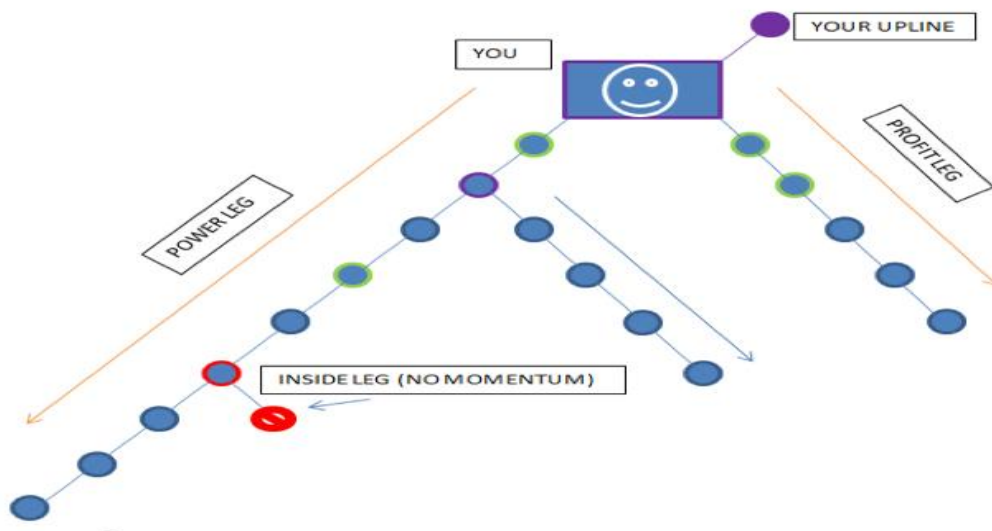 YOUR UPLINE
YOU
PROFIT LEG
POWER LEG
INSIDE LEG (NO MOMENTUM)